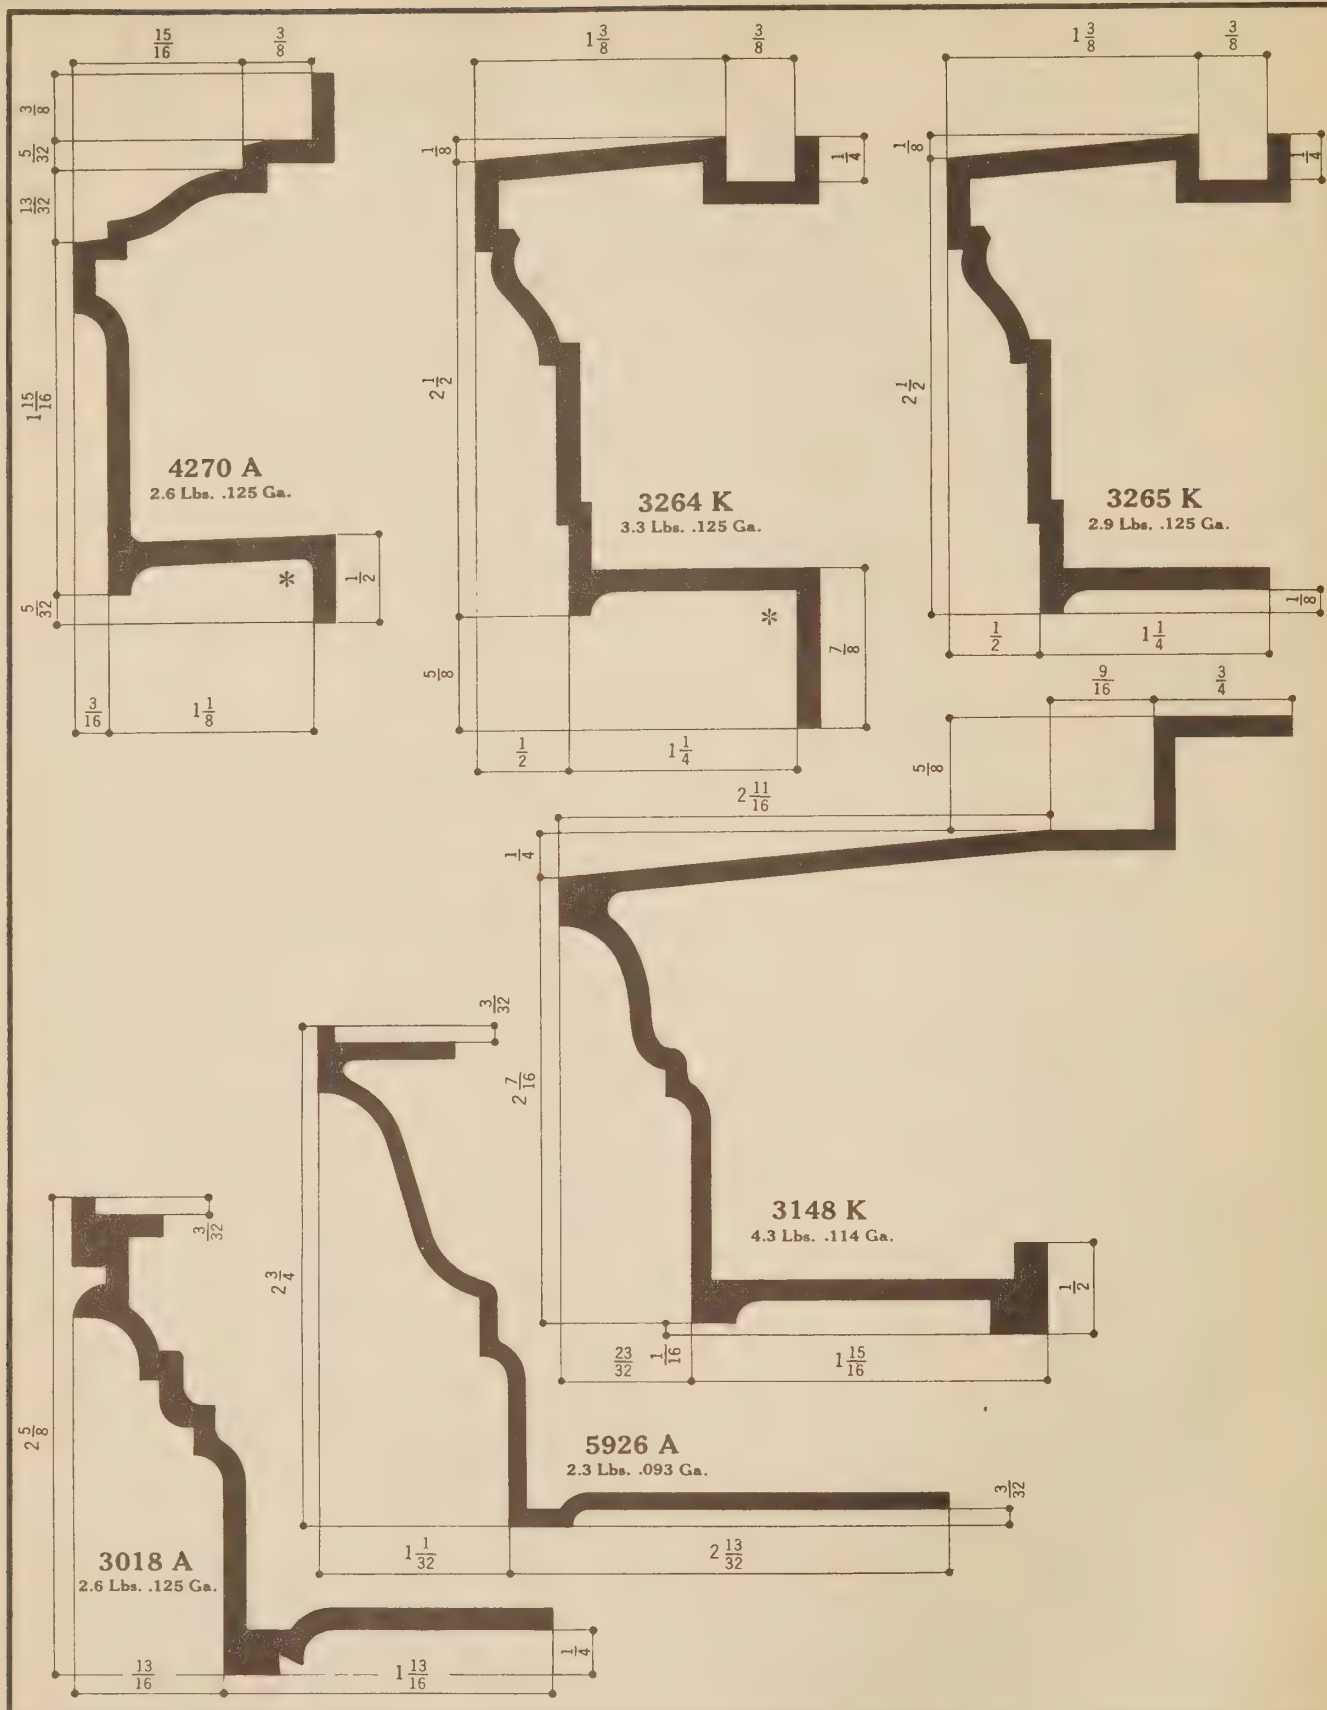 15/16 3/8
3/8
5/32
13/32
1 15/16
5/32
4270 A
2.6 Lbs. .125 Ga.
*
1/2
3/16 1 1/8
1 3/8 3/8
1/8
1/4
2 1/2
3264 K
3.3 Lbs. .125 Ga.
*
7/8
5/8
1/2 1 1/4
1 3/8 3/8
1/8
1/4
2 1/2
3265 K
2.9 Lbs. .125 Ga.
1/8
1/2 1 1/4
9/16 3/4
5/8
2 11/16
1/4
2 7/16
3148 K
4.3 Lbs. .114 Ga.
1/2
23/32 1/16 1 15/16
3/32
2 3/4
5926 A
2.3 Lbs. .093 Ga.
3/32
1 1/32 2 13/32
3/32
2 5/8
3018 A
2.6 Lbs. .125 Ga.
1/4
13/16 1 13/16